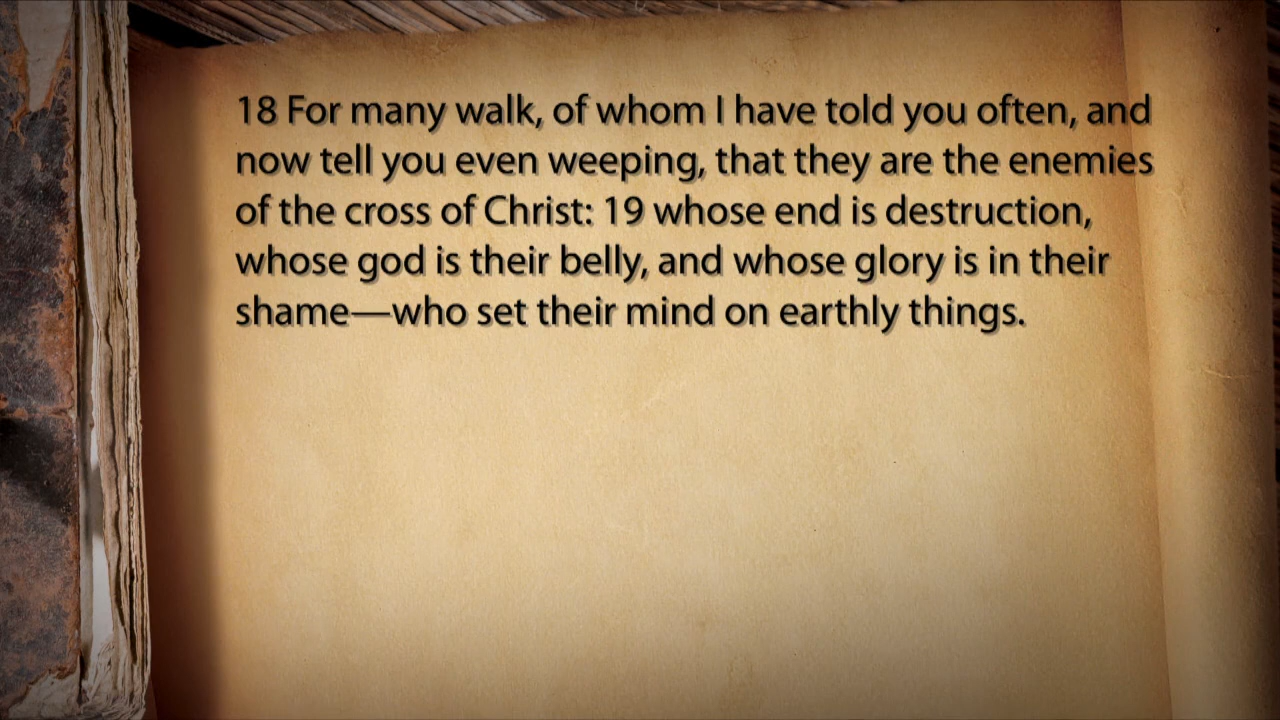 18 For many walk, of whom I have told you often, and
now tell you even weeping, that they are the enemies
of the cross of Christ: 19 whose end is destruction,
whose god is their belly, and whose glory is in their
shame—who set their mind on earthly things.